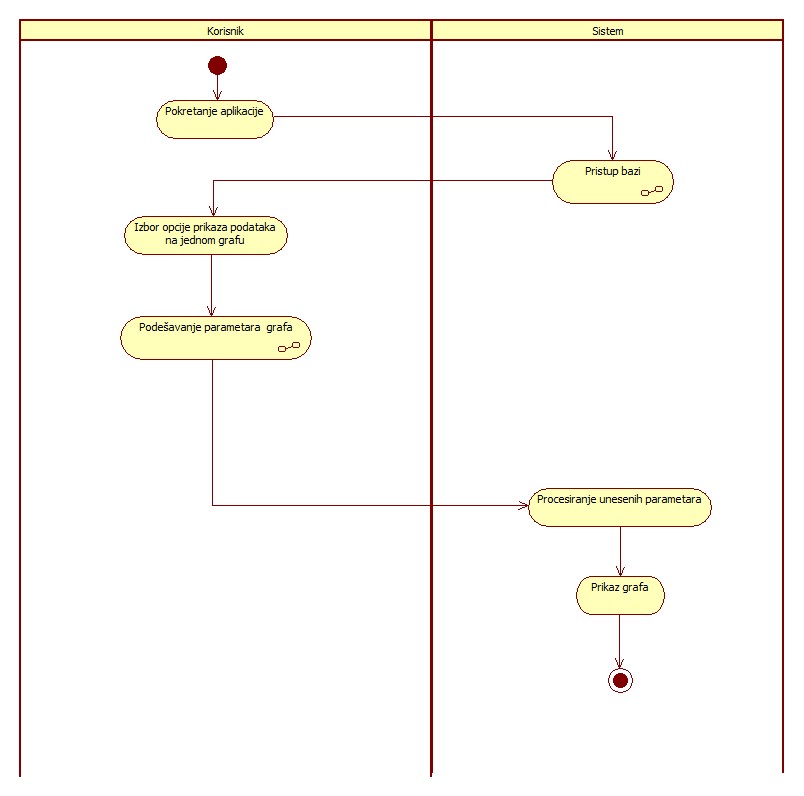 Korisnik
Sistem
Pokretanje aplikacije
Pristup bazi
Izbor opcije prikaza podataka
na jednom grafu
Podešavanje parametara  grafa
Procesiranje unesenih parametara
Prikaz grafa